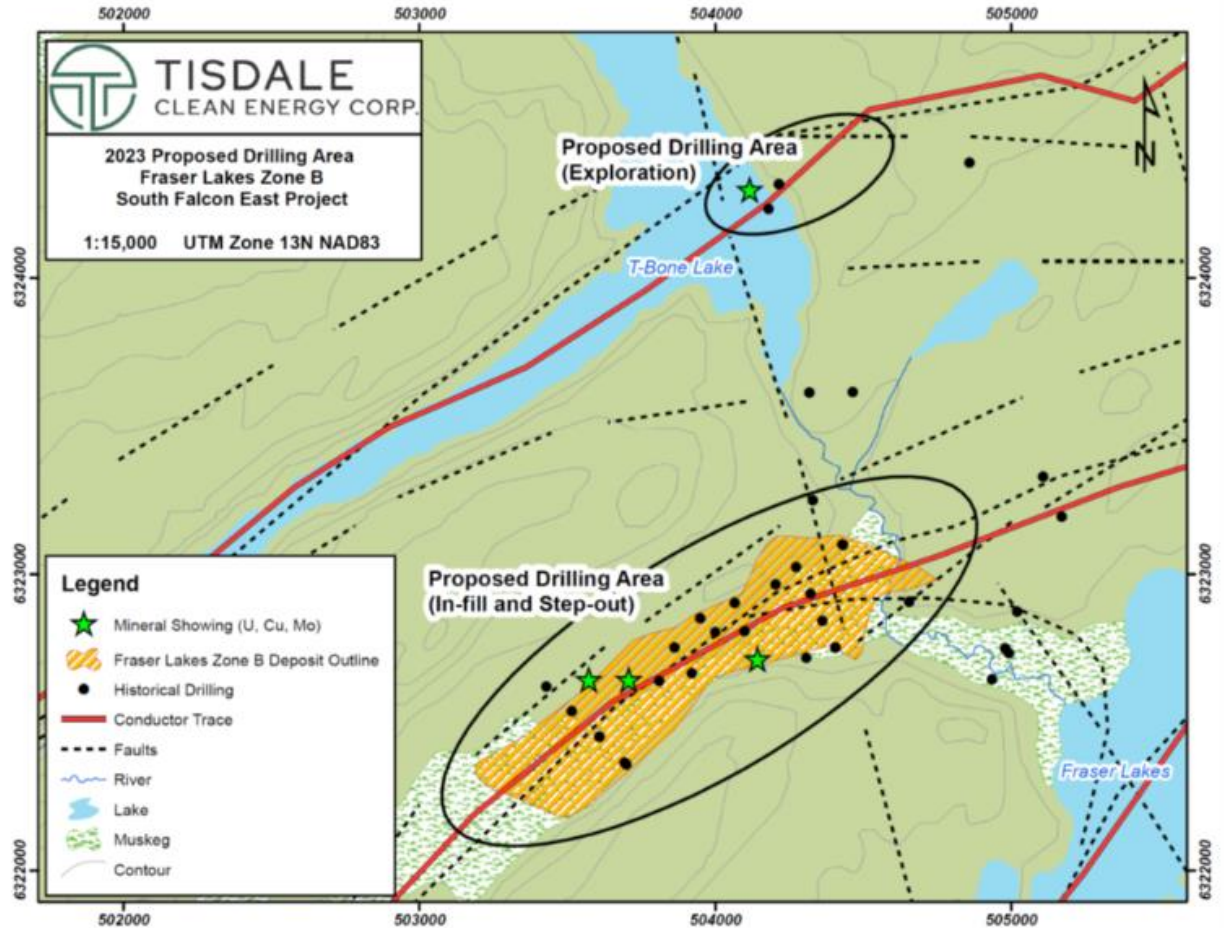 502000
503000
504000
505000
TISDALE
CLEAN ENERGY CORP.
2023 Proposed Drilling Area
Fraser Lakes Zone B
South Falcon East Project
1:15,000 UTM Zone 13N NAD83
Proposed Drilling Area
(Exploration)
N
6324000
T-Bone Lake
6324000
6323000
6323000
Proposed Drilling Area
(In-fill and Step-out)
Legend
Mineral Showing (U, Cu, Mo)
Fraser Lakes Zone B Deposit Outline
Historical Drilling
Conductor Trace
Faults
River
Lake
Muskeg
Contour
Fraser Lakes
6322000
6322000
502000
503000
504000
505000